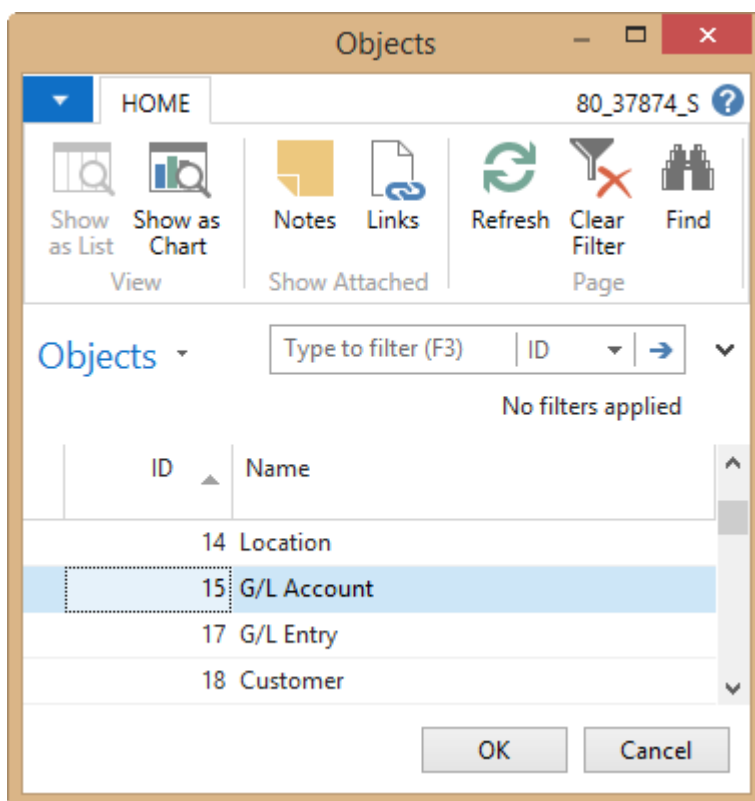 Objects
HOME
80_37874_S
Show as List
Show as Chart
Notes
Links
Refresh
Clear Filter
Find
View
Show Attached
Page
Objects
Type to filter (F3)
ID
No filters applied
ID
Name
14 Location
15 G/L Account
17 G/L Entry
18 Customer
OK
Cancel